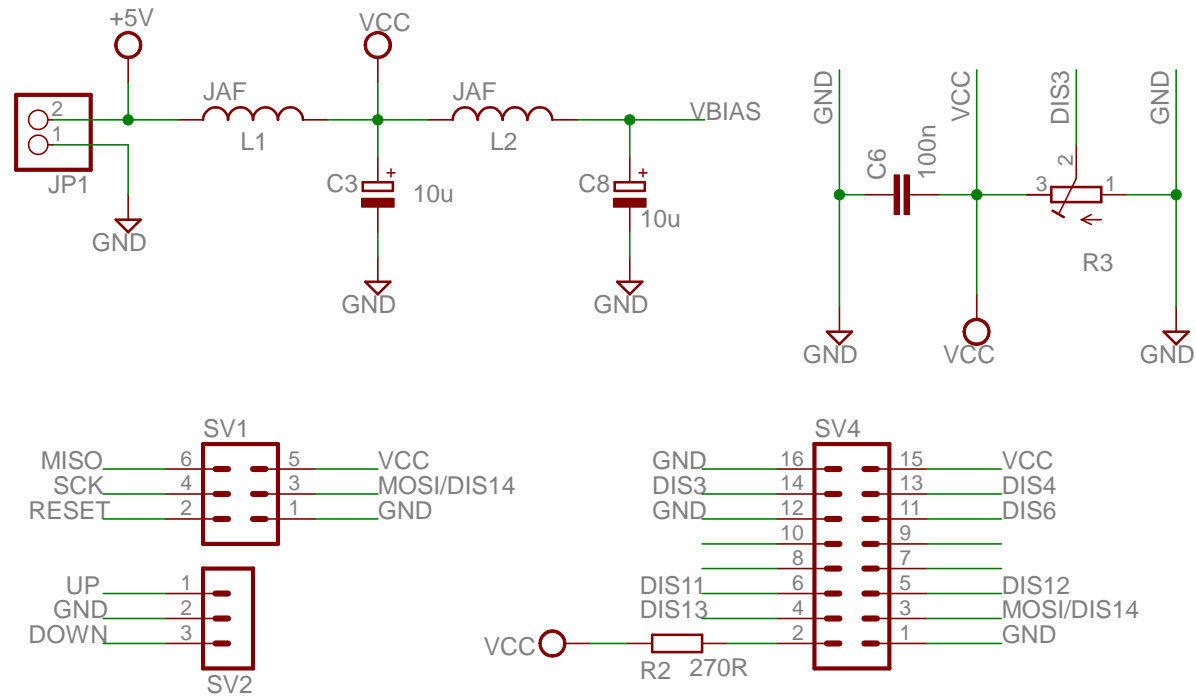 +5V
VCC
JAF
JAF
VBIAS
2
1
L1
L2
JP1
GND
C3
+
10u
GND
C8
+
10u
GND
GND
VCC
DIS3
GND
C6
100n
2
3
1
R3
GND
VCC
GND
SV1
MISO 6 5 VCC
SCK 4 3 MOSI/DIS14
RESET 2 1 GND
UP 1
GND 2
DOWN 3
SV2
SV4
GND 16 15 VCC
DIS3 14 13 DIS4
GND 12 11 DIS6
10 9
8 7
DIS11 6 5 DIS12
DIS13 4 3 MOSI/DIS14
VCC 2 1 GND
R2 270R